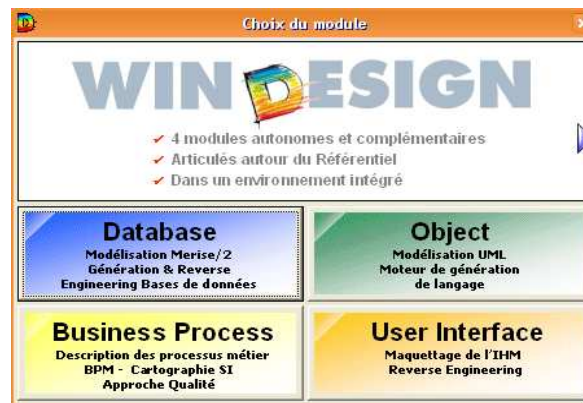 Choix du module
WIN DESIGN
4 modules autonomes et complémentaires
Articulés autour du Référentiel
Dans un environnement intégré
Database
Modélisation Merise/2
Génération & Reverse
Engineering Bases de données
Object
Modélisation UML
Moteur de génération
de langage
Business Process
Description des processus métier
BPM - Cartographie SI
Approche Qualité
User Interface
Maquettage de l'IHM
Reverse Engineering